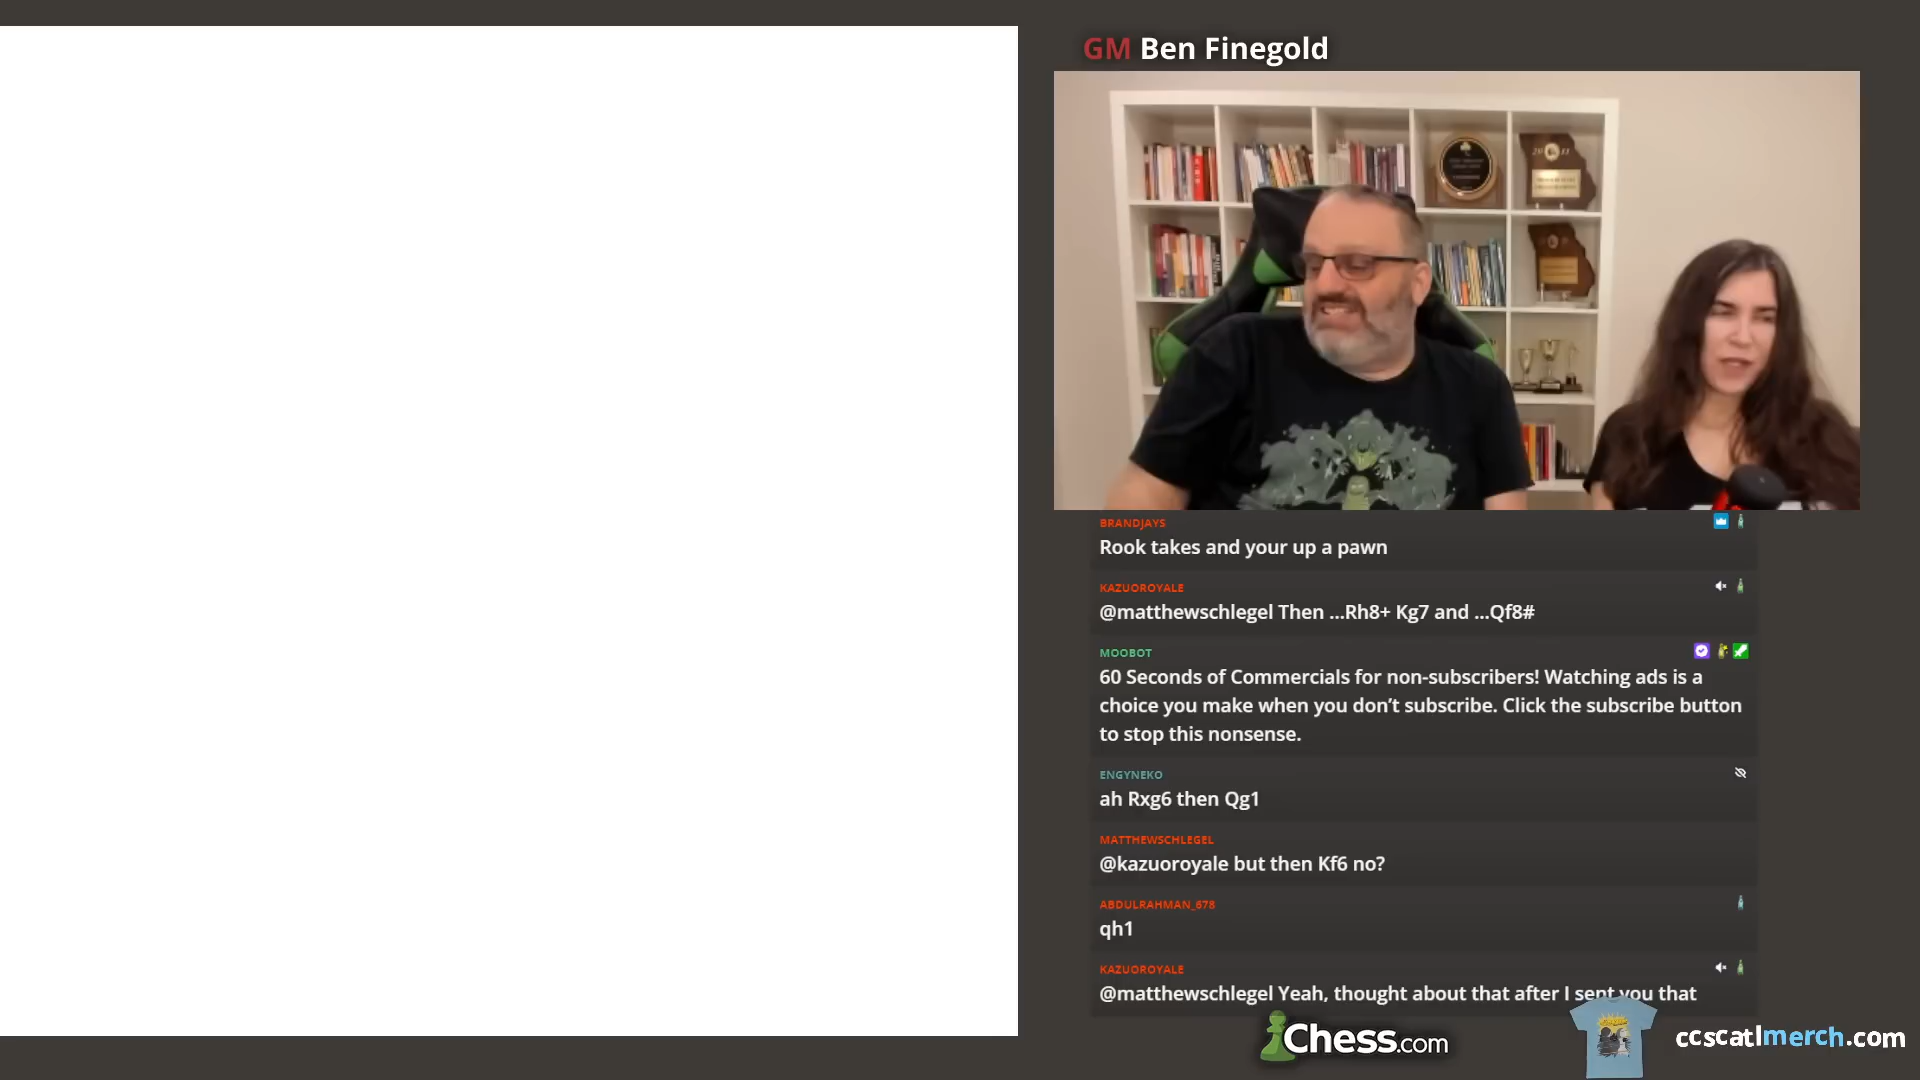 GM Ben Finegold
BRANDJAYS
Rook takes and your up a pawn
KAZUOROYALE
@matthewschlegel Then ...Rh8+ Kg7 and ...Qf8#
MOOBOT
60 Seconds of Commercials for non-subscribers! Watching ads is a
choice you make when you don’t subscribe. Click the subscribe button
to stop this nonsense.
ENGYNEKO
ah Rxg6 then Qg1
MATTHEWSCHLEGEL
@kazuoroyale but then Kf6 no?
ABDULRAHMAN_678
qh1
KAZUOROYALE
@matthewschlegel Yeah, thought about that after I sent you that
Chess.com
ccscatlmerch.com